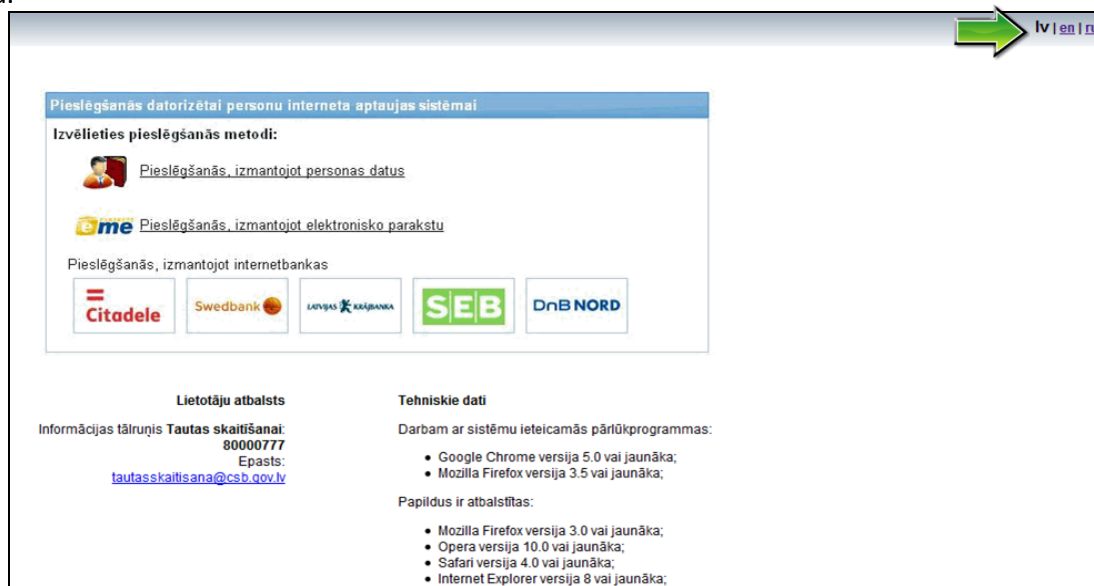 lv | en | ru
Pieslēgšanās datorizētai personu interneta aptaujas sistēmai
Izvēlieties pieslēgšanās metodi:
Pieslēgšanās, izmantojot personas datus
eme Pieslēgšanās, izmantojot elektronisko parakstu
Pieslēgšanās, izmantojot internetbankas
Citadele Swedbank LATVIJAS KRĀJBANKA SEB DnB NORD
Lietotāju atbalsts
Informācijas tālruņis Tautas skaitīšanai:
80000777
Epasts:
tautasskaitisana@csb.gov.lv
Tehniskie dati
Darbam ar sistēmu ieteicamās pārlūkprogrammas:
• Google Chrome versija 5.0 vai jaunāka;
• Mozilla Firefox versija 3.5 vai jaunāka;
Papildus ir atbalstītas:
• Mozilla Firefox versija 3.0 vai jaunāka;
• Opera versija 10.0 vai jaunāka;
• Safari versija 4.0 vai jaunāka;
• Internet Explorer versija 8 vai jaunāka;